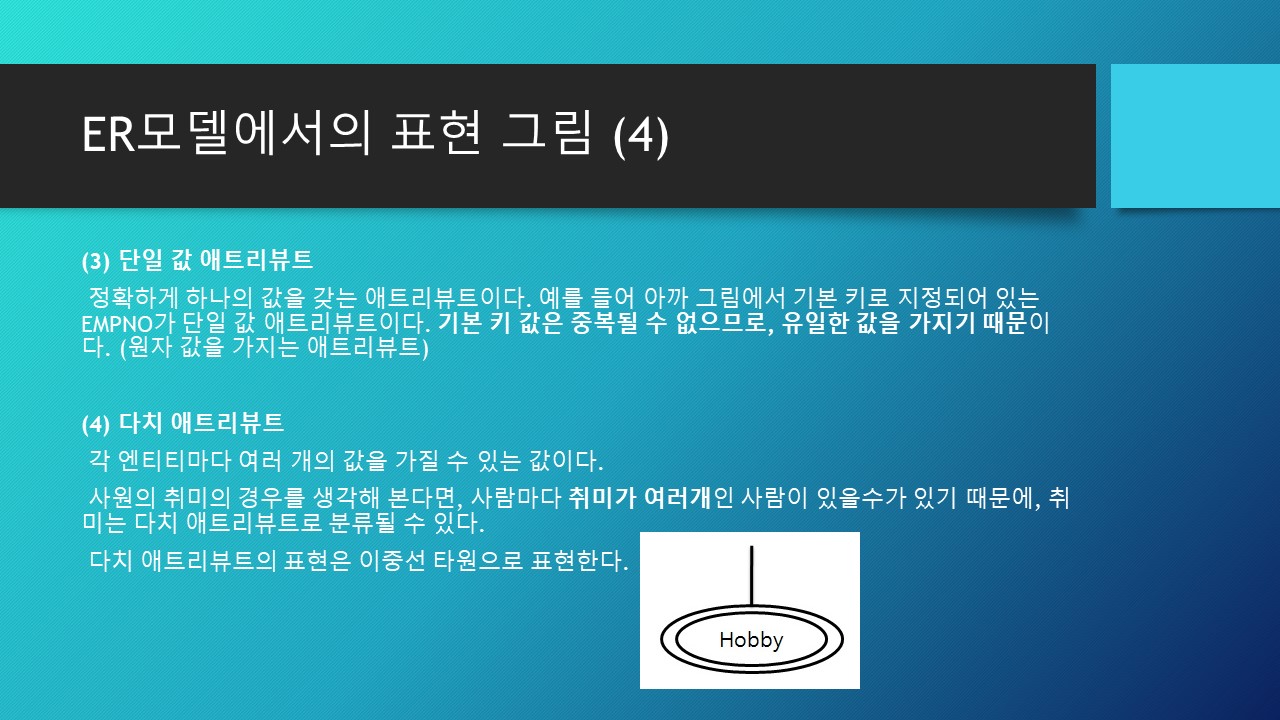 ER모델에서의 표현 그림 (4)
(3) 단일 값 애트리뷰트
정확하게 하나의 값을 갖는 애트리뷰트이다. 예를 들어 아까 그림에서 기본 키로 지정되어 있는
EMPNO가 단일 값 애트리뷰트이다. 기본 키 값은 중복될 수 없으므로, 유일한 값을 가지기 때문이
다. (원자 값을 가지는 애트리뷰트)
(4) 다치 애트리뷰트
각 엔티티마다 여러 개의 값을 가질 수 있는 값이다.
사원의 취미의 경우를 생각해 본다면, 사람마다 취미가 여러개인 사람이 있을수가 있기 때문에, 취
미는 다치 애트리뷰트로 분류될 수 있다.
다치 애트리뷰트의 표현은 이중선 타원으로 표현한다.
Hobby